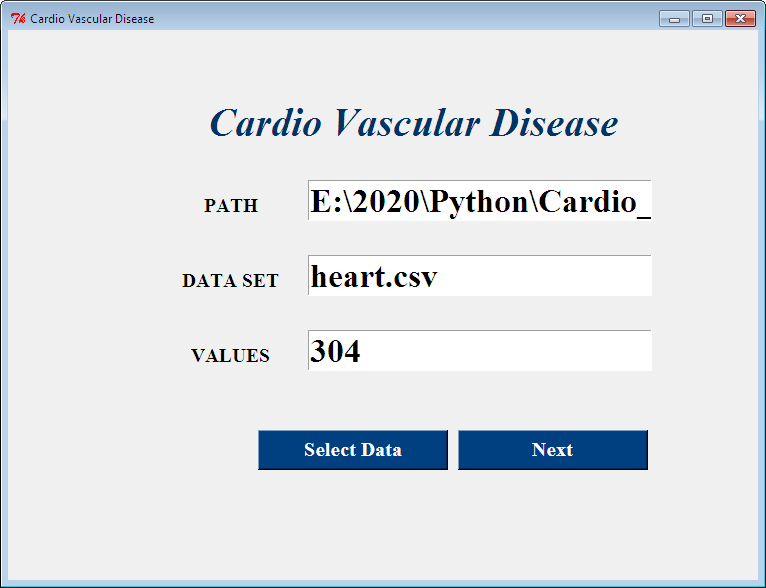 Cardio Vascular Disease
Cardio Vascular Disease
PATH E:\2020\Python\Cardio_
DATA SET heart.csv
VALUES 304
Select Data Next